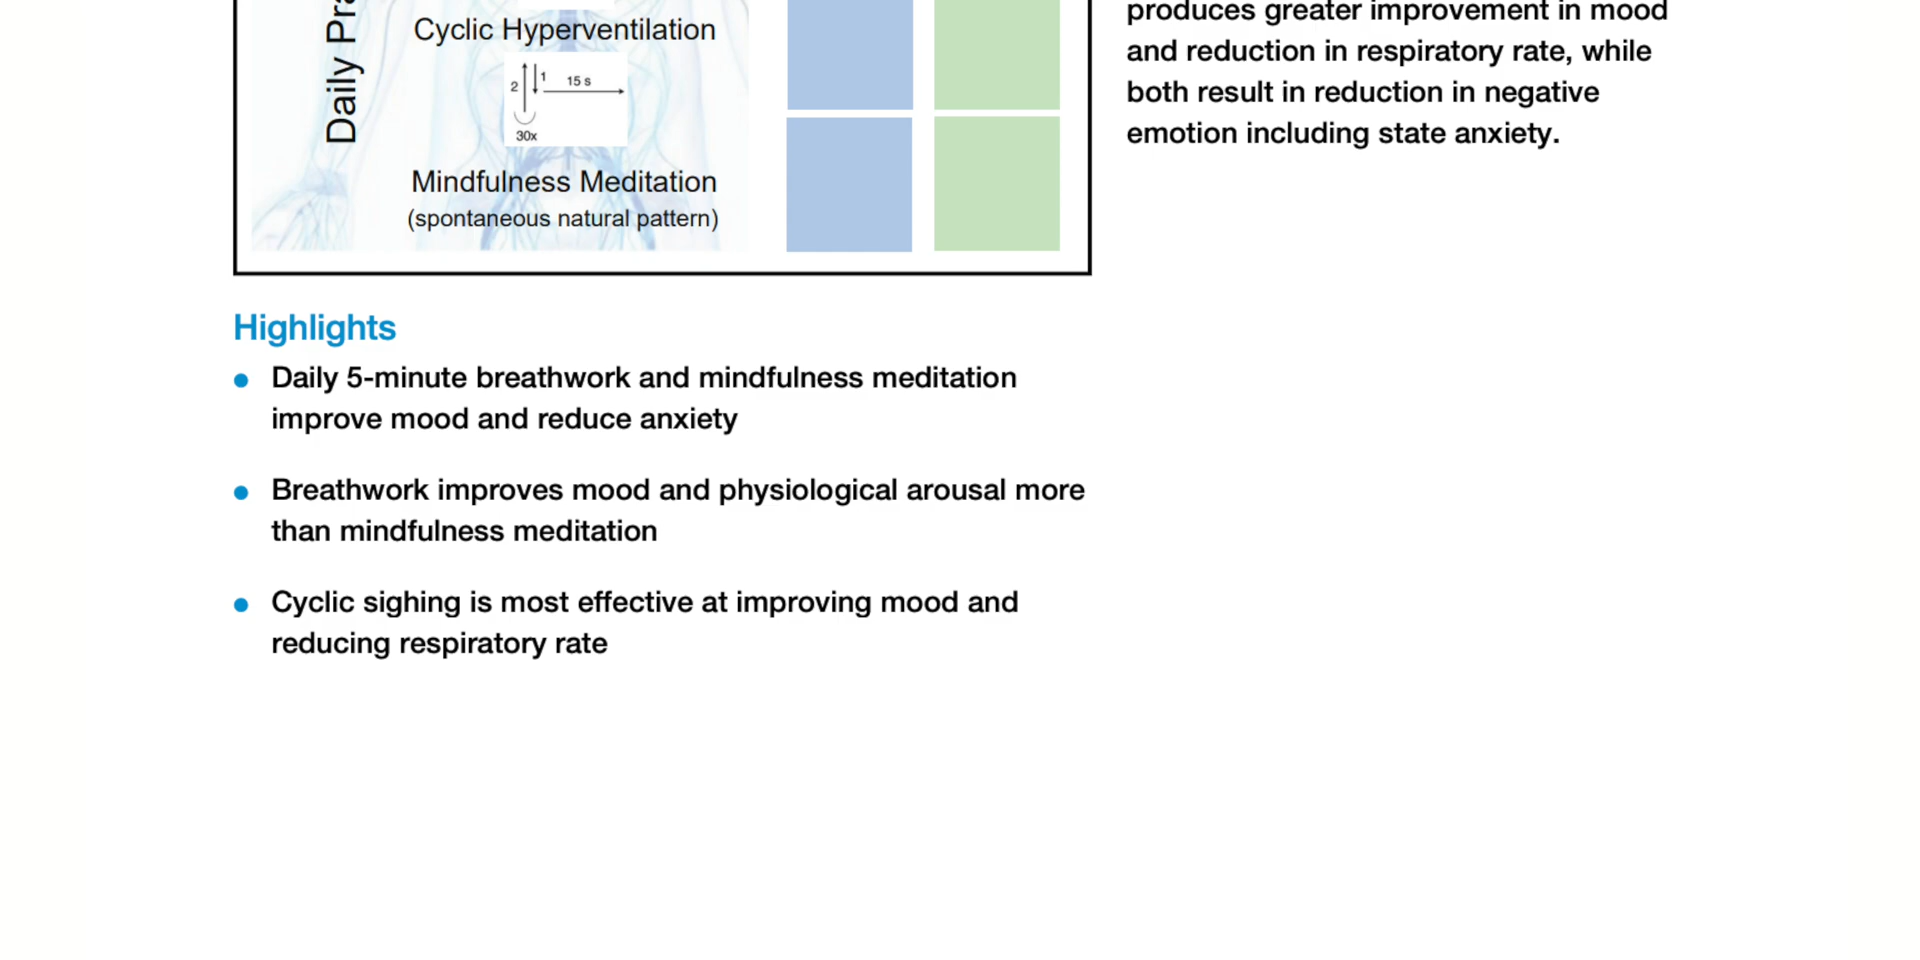 Daily Pra
Cyclic Hyperventilation
2 1 15 s
30x
Mindfulness Meditation
(spontaneous natural pattern)
produces greater improvement in mood
and reduction in respiratory rate, while
both result in reduction in negative
emotion including state anxiety.
Highlights
● Daily 5-minute breathwork and mindfulness meditation
improve mood and reduce anxiety
● Breathwork improves mood and physiological arousal more
than mindfulness meditation
● Cyclic sighing is most effective at improving mood and
reducing respiratory rate